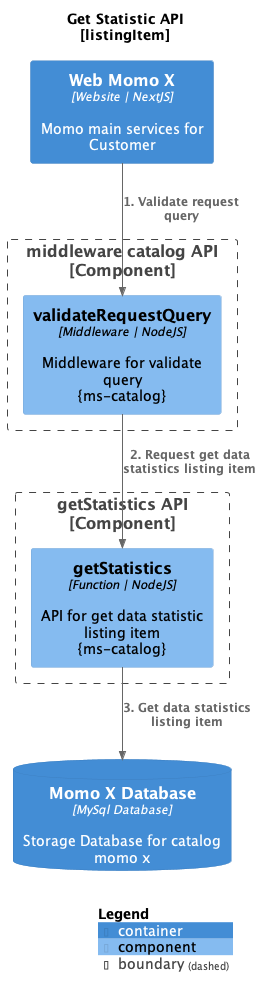 Get Statistic API
[listingItem]
Web Momo X
[Website | NextJS]
Momo main services for
Customer
1. Validate request
query
middleware catalog API
[Component]
validateRequestQuery
[Middleware | NodeJS]
Middleware for validate
query
{ms-catalog}
2. Request get data
statistics listing item
getStatistics API
[Component]
getStatistics
[Function | NodeJS]
API for get data statistic
listing item
{ms-catalog}
3. Get data statistics
listing item
Momo X Database
[MySql Database]
Storage Database for catalog
momo x
Legend
container
component
boundary (dashed)